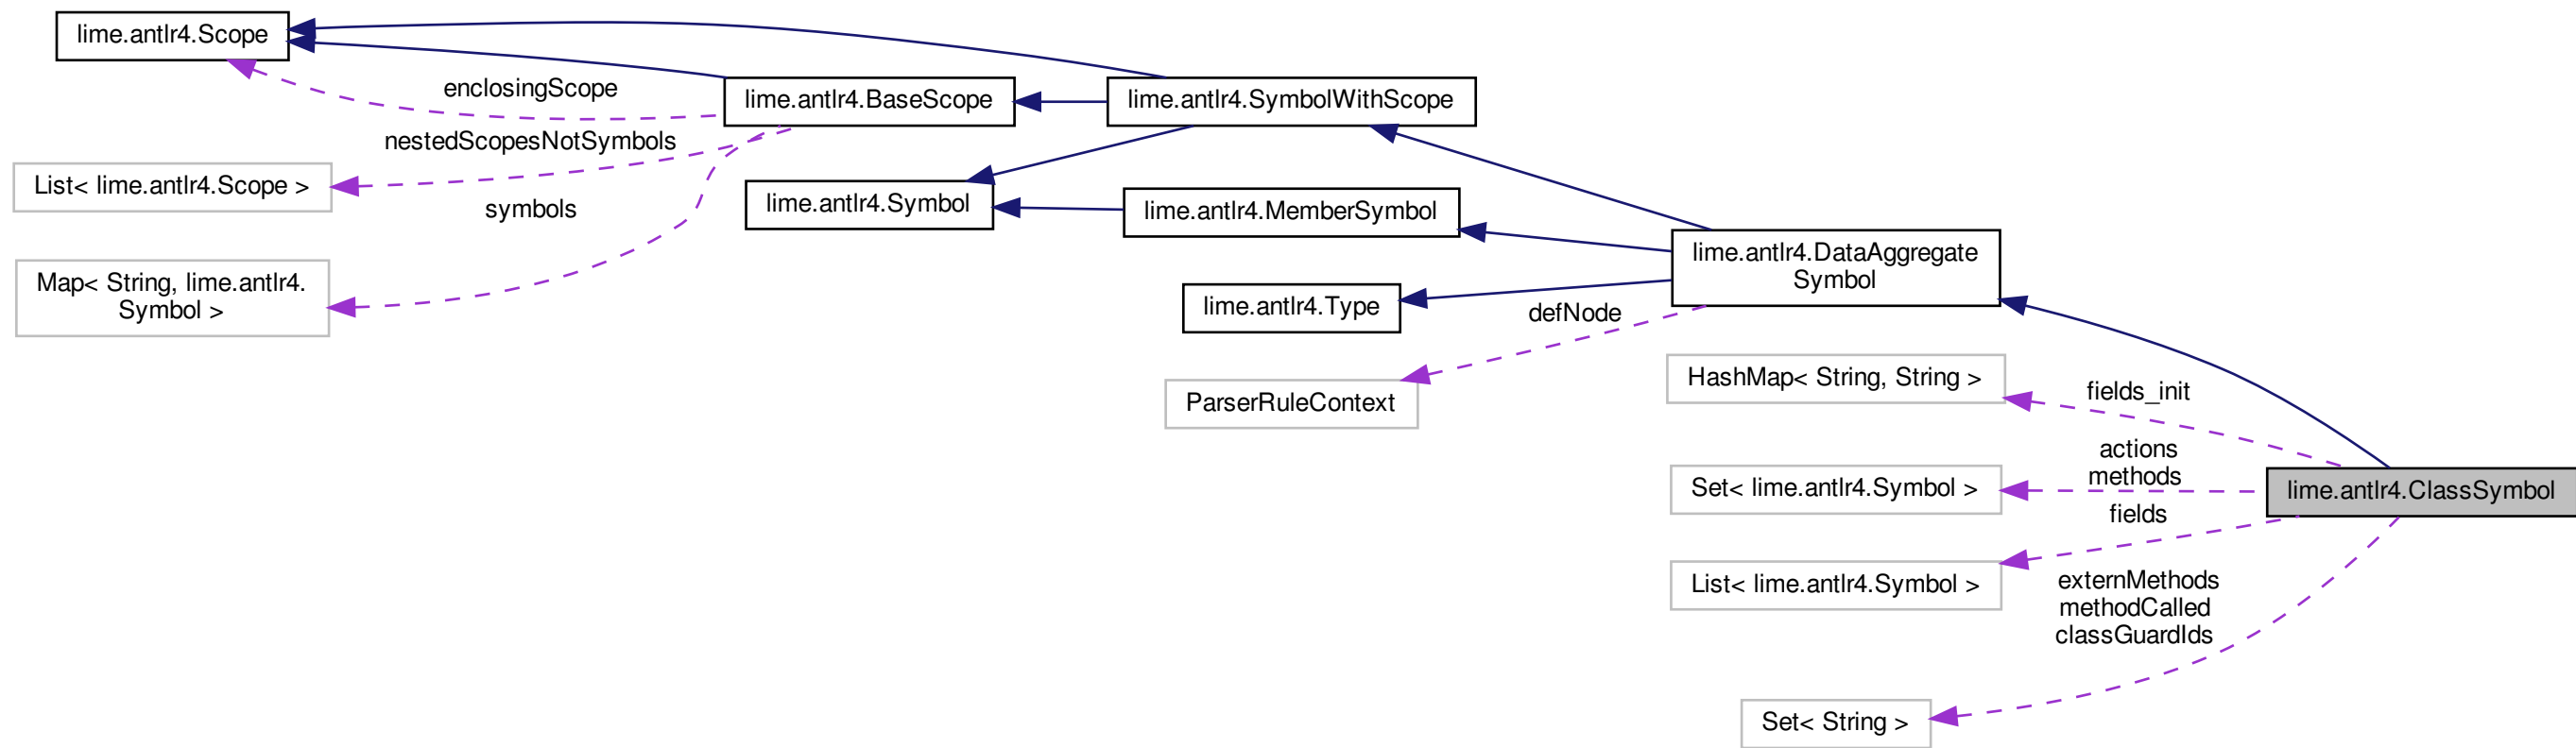 lime.antlr4.Scope
enclosingScope
lime.antlr4.BaseScope
lime.antlr4.SymbolWithScope
nestedScopesNotSymbols
List< lime.antlr4.Scope >
symbols
lime.antlr4.Symbol
lime.antlr4.MemberSymbol
Map< String, lime.antlr4.
Symbol >
lime.antlr4.DataAggregate
Symbol
lime.antlr4.Type
defNode
ParserRuleContext
HashMap< String, String >
fields_init
actions
methods
Set< lime.antlr4.Symbol >
lime.antlr4.ClassSymbol
fields
List< lime.antlr4.Symbol >
externMethods
methodCalled
classGuardIds
Set< String >